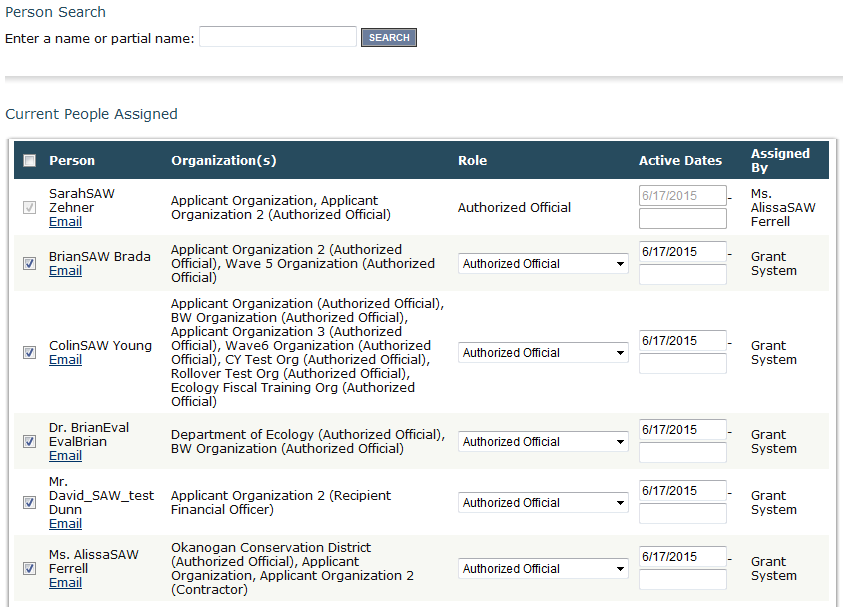 Person Search
Enter a name or partial name: SEARCH
Current People Assigned
Person Organization(s) Role Active Dates Assigned By
SarahSAW Zehner
Email
Applicant Organization, Applicant
Organization 2 (Authorized Official)
Authorized Official
6/17/2015 -
Ms.
AlissaSAW
Ferrell
BrianSAW Brada
Email
Applicant Organization 2 (Authorized
Official), Wave 5 Organization (Authorized
Official)
Authorized Official
6/17/2015 -
Grant
System
ColinSAW Young
Email
Applicant Organization (Authorized Official),
BW Organization (Authorized Official),
Applicant Organization 3 (Authorized
Official), Wave6 Organization (Authorized
Official), CY Test Org (Authorized Official),
Rollover Test Org (Authorized Official),
Ecology Fiscal Training Org (Authorized
Official)
Authorized Official
6/17/2015 -
Grant
System
Dr. BrianEval
EvalBrian
Email
Department of Ecology (Authorized Official),
BW Organization (Authorized Official)
Authorized Official
6/17/2015 -
Grant
System
Mr.
David_SAW_test
Dunn
Email
Applicant Organization 2 (Recipient
Financial Officer)
Authorized Official
6/17/2015 -
Grant
System
Ms. AlissaSAW
Ferrell
Email
Okanogan Conservation District
(Authorized Official), Applicant
Organization, Applicant Organization 2
(Contractor)
Authorized Official
6/17/2015 -
Grant
System